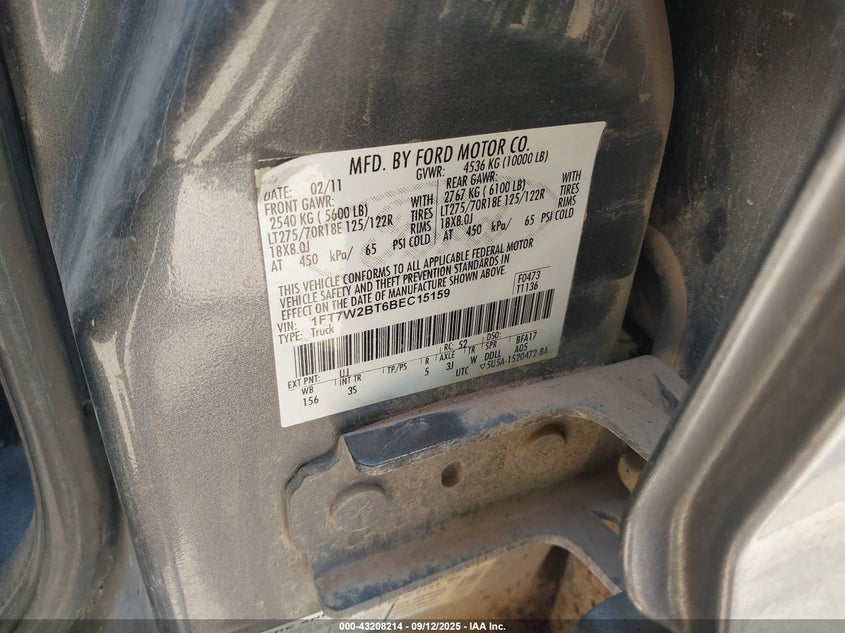 MFD. BY FORD MOTOR CO.
DATE: 02/11 GVWR: 4536 KG (10000 LB)
FRONT GAWR: REAR GAWR:
2540 KG ( 5600 LB) WITH 2767 KG ( 6100 LB) WITH
LT275/70R18E 125/122R TIRES LT275/70R18E 125/122R TIRES
18X8.0J RIMS 18X8.0J RIMS
AT 450 kPa/ 65 PSI COLD AT 450 kPa/ 65 PSI COLD
THIS VEHICLE CONFORMS TO ALL APPLICABLE FEDERAL MOTOR
VEHICLE SAFETY AND THEFT PREVENTION STANDARDS IN
EFFECT ON THE DATE OF MANUFACTURE SHOWN ABOVE.
VIN: 1FT7W2BT6BEC15159
TYPE: Truck
F0473
T1136
EXT PNT: UJ RC: 52 DSO:
WB INT TR TP/PS R AXLE TR SPR BFA17
156 3S 5 3J W DDLL A05
UTC ▽5U5A-1520472-BA
000-43208214 - 09/12/2025 - IAA Inc.